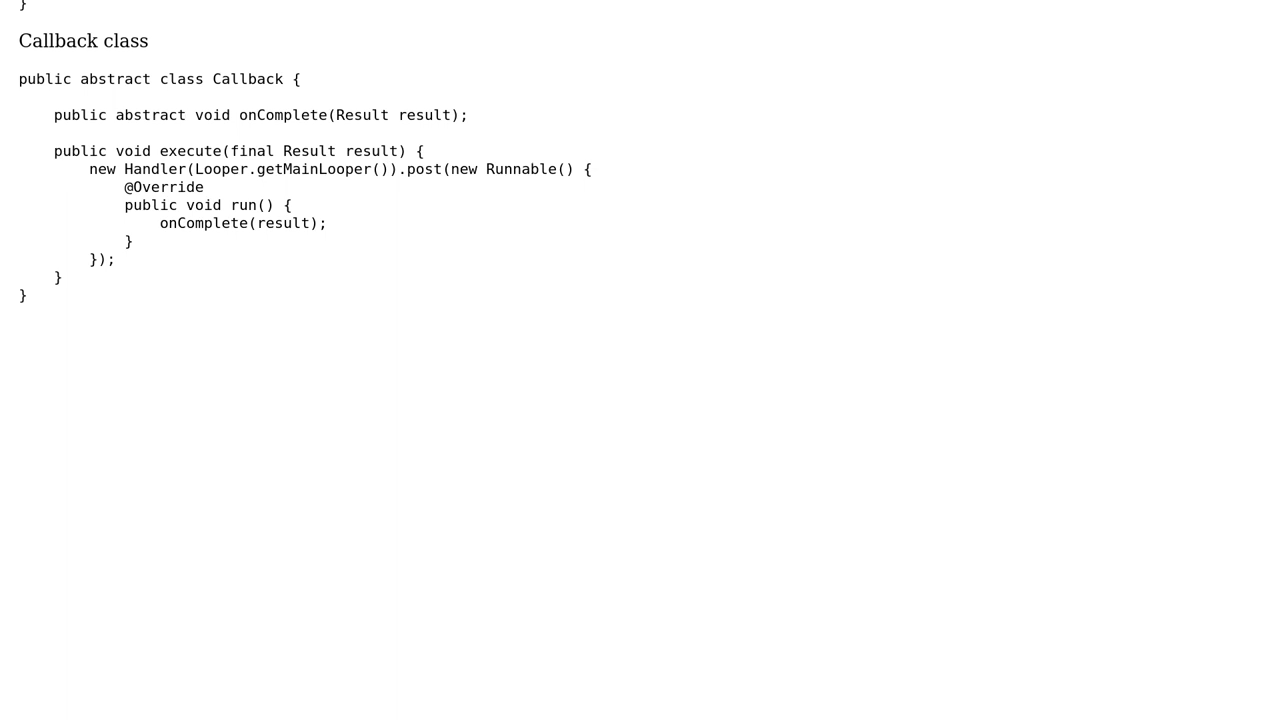 }
Callback class
public abstract class Callback {
    public abstract void onComplete(Result result);
    public void execute(final Result result) {
        new Handler(Looper.getMainLooper()).post(new Runnable() {
            @Override
            public void run() {
                onComplete(result);
            }
        });
    }
}